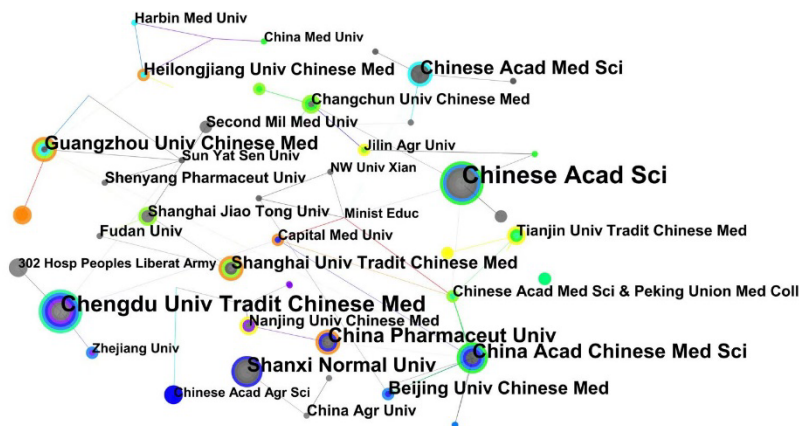 Harbin Med Univ
China Med Univ
Heilongjiang Univ Chinese Med
Chinese Acad Med Sci
Changchun Univ Chinese Med
Second Mil Med Univ
Guangzhou Univ Chinese Med
Jilin Agr Univ
Sun Yat Sen Univ
NW Univ Xian
Shenyang Pharmaceut Univ
Chinese Acad Sci
Shanghai Jiao Tong Univ
Minist Educ
Fudan Univ
Capital Med Univ
Tianjin Univ Tradit Chinese Med
302 Hosp Peoples Liberat Army
Shanghai Univ Tradit Chinese Med
Chinese Acad Med Sci & Peking Union Med Coll
Chengdu Univ Tradit Chinese Med
Nanjing Univ Chinese Med
China Pharmaceut Univ
Zhejiang Univ
Shanxi Normal Univ
China Acad Chinese Med Sci
Chinese Acad Agr Sci
Beijing Univ Chinese Med
China Agr Univ